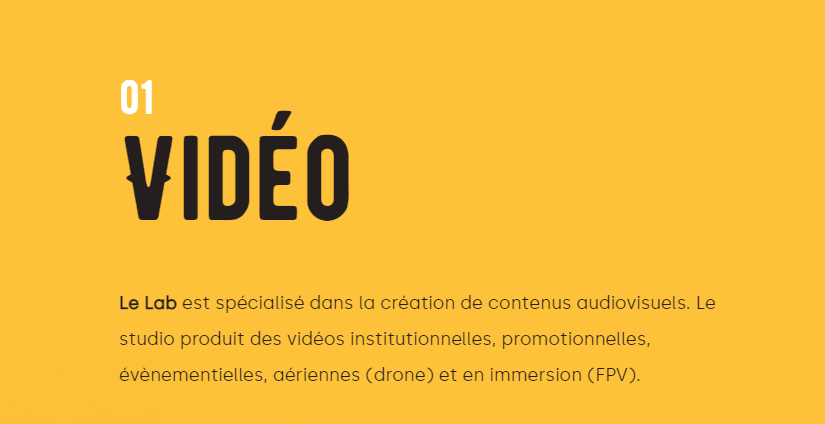 01
VIDÉO
Le Lab est spécialisé dans la création de contenus audiovisuels. Le
studio produit des vidéos institutionnelles, promotionnelles,
évènementielles, aériennes (drone) et en immersion (FPV).